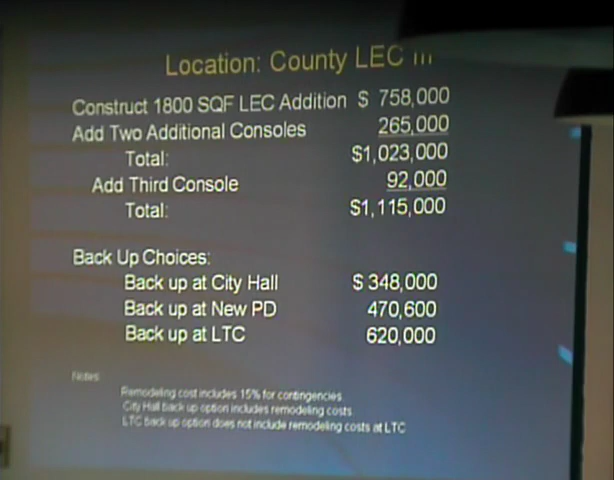 Location: County LEC III
Construct 1800 SQF LEC Addition $ 758,000
Add Two Additional Consoles 265,000
Total: $1,023,000
Add Third Console 92,000
Total: $1,115,000
Back Up Choices:
Back up at City Hall $ 348,000
Back up at New PD 470,600
Back up at LTC 620,000
Notes:
Remodeling cost includes 15% for contingencies
City Hall back up option includes remodeling costs
LTC back up option does not include remodeling costs at LTC